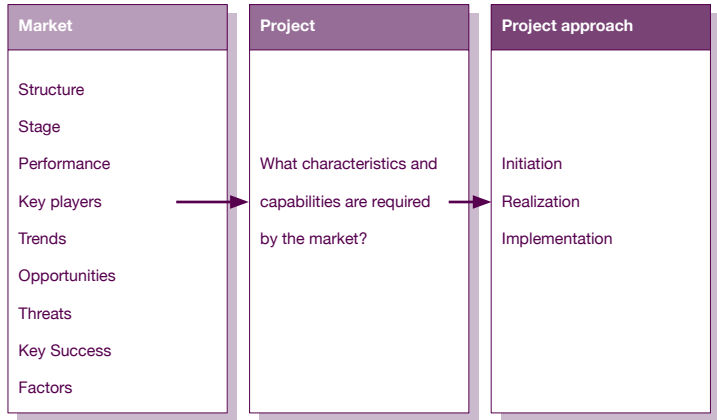 Market
Structure
Stage
Performance
Key players
Trends
Opportunities
Threats
Key Success
Factors
Project
What characteristics and
capabilities are required
by the market?
Project approach
Initiation
Realization
Implementation